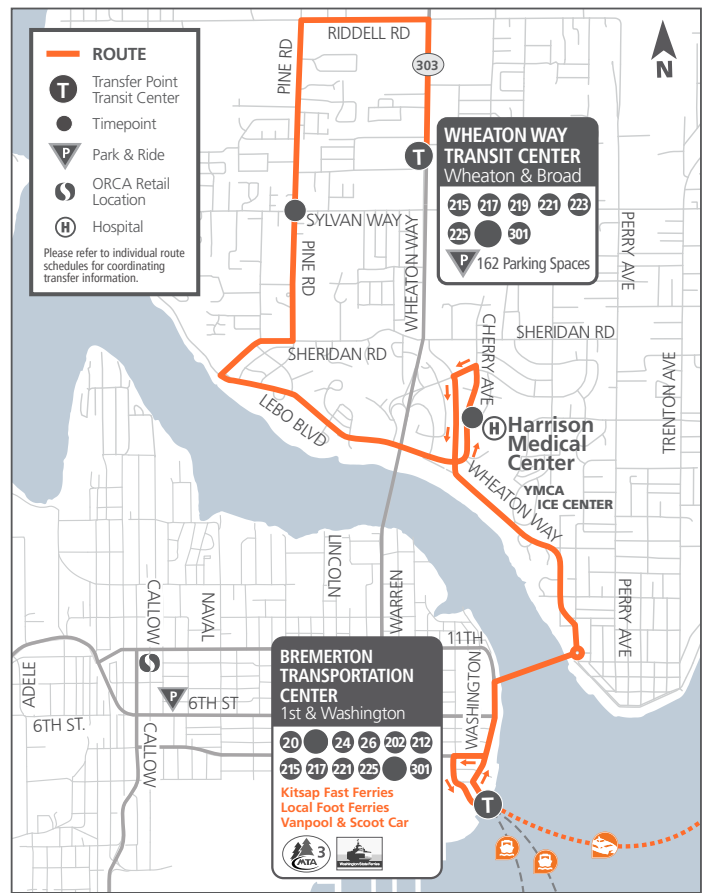 ROUTE
T
Transfer Point
Transit Center
Timepoint
P
Park & Ride
ORCA Retail
Location
H
Hospital
Please refer to individual route
schedules for coordinating
transfer information.
RIDDELL RD
PINE RD
303
N
T
WHEATON WAY
TRANSIT CENTER
Wheaton & Broad
215 217 219 221 223
225 301
P 162 Parking Spaces
SYLVAN WAY
PINE RD
WHEATON WAY
PERRY AVE
CHERRY AVE
SHERIDAN RD
SHERIDAN RD
TRENTON AVE
LEBO BLVD
H Harrison
Medical
Center
WHEATON WAY
YMCA
ICE CENTER
LINCOLN
WARREN
CALLOW
NAVAL
PERRY AVE
11TH
WASHINGTON
ADELE
P
6TH ST
6TH ST.
CALLOW
BREMERTON
TRANSPORTATION
CENTER
1st & Washington
20 24 26 202 212
215 217 221 225 301
Kitsap Fast Ferries
Local Foot Ferries
Vanpool & Scoot Car
MTA 3
Washington State Ferries
T